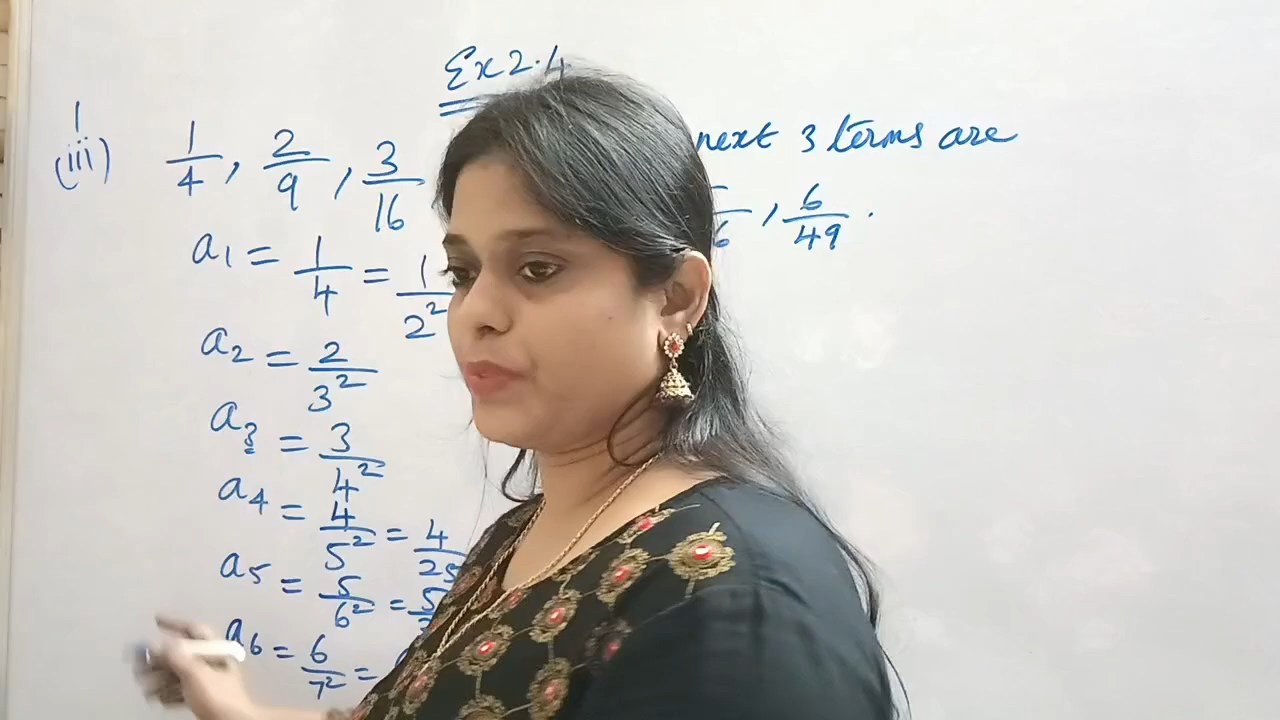 Ex 2.4
1
(iii) 1/4, 2/9, 3/16
next 3 terms are
6, 6/49.
a1 = 1/4 = 1/2²
a2 = 2/3²
a3 = 3/4²
a4 = 4/5² = 4/25
a5 = 5/6² = 5
a6 = 6/7² =